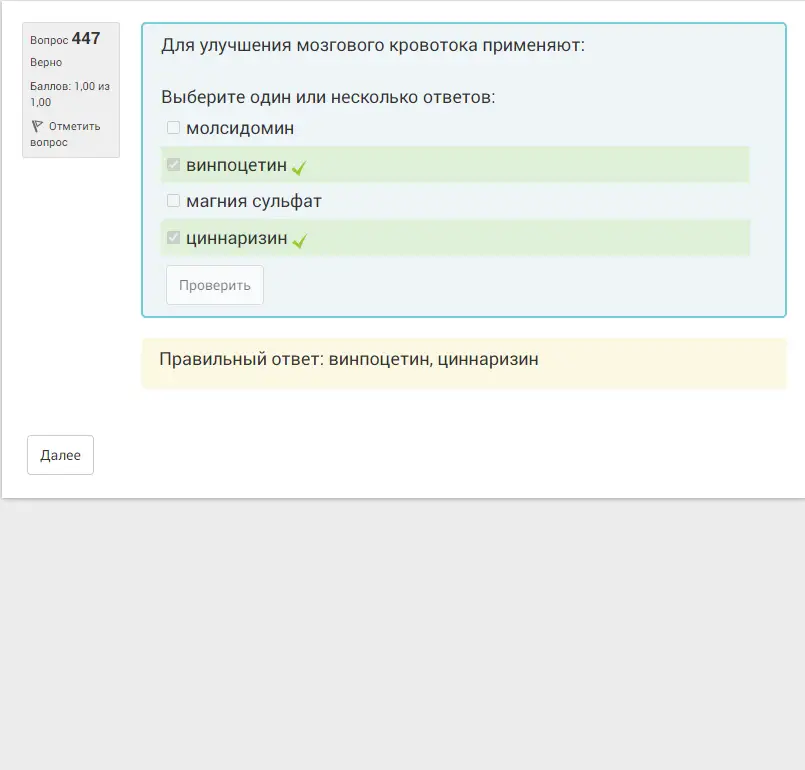 Вопрос 447
Верно
Баллов: 1,00 из
1,00
Отметить
вопрос
Для улучшения мозгового кровотока применяют:
Выберите один или несколько ответов:
молсидомин
винпоцетин
магния сульфат
циннаризин
Проверить
Правильный ответ: винпоцетин, циннаризин
Далее